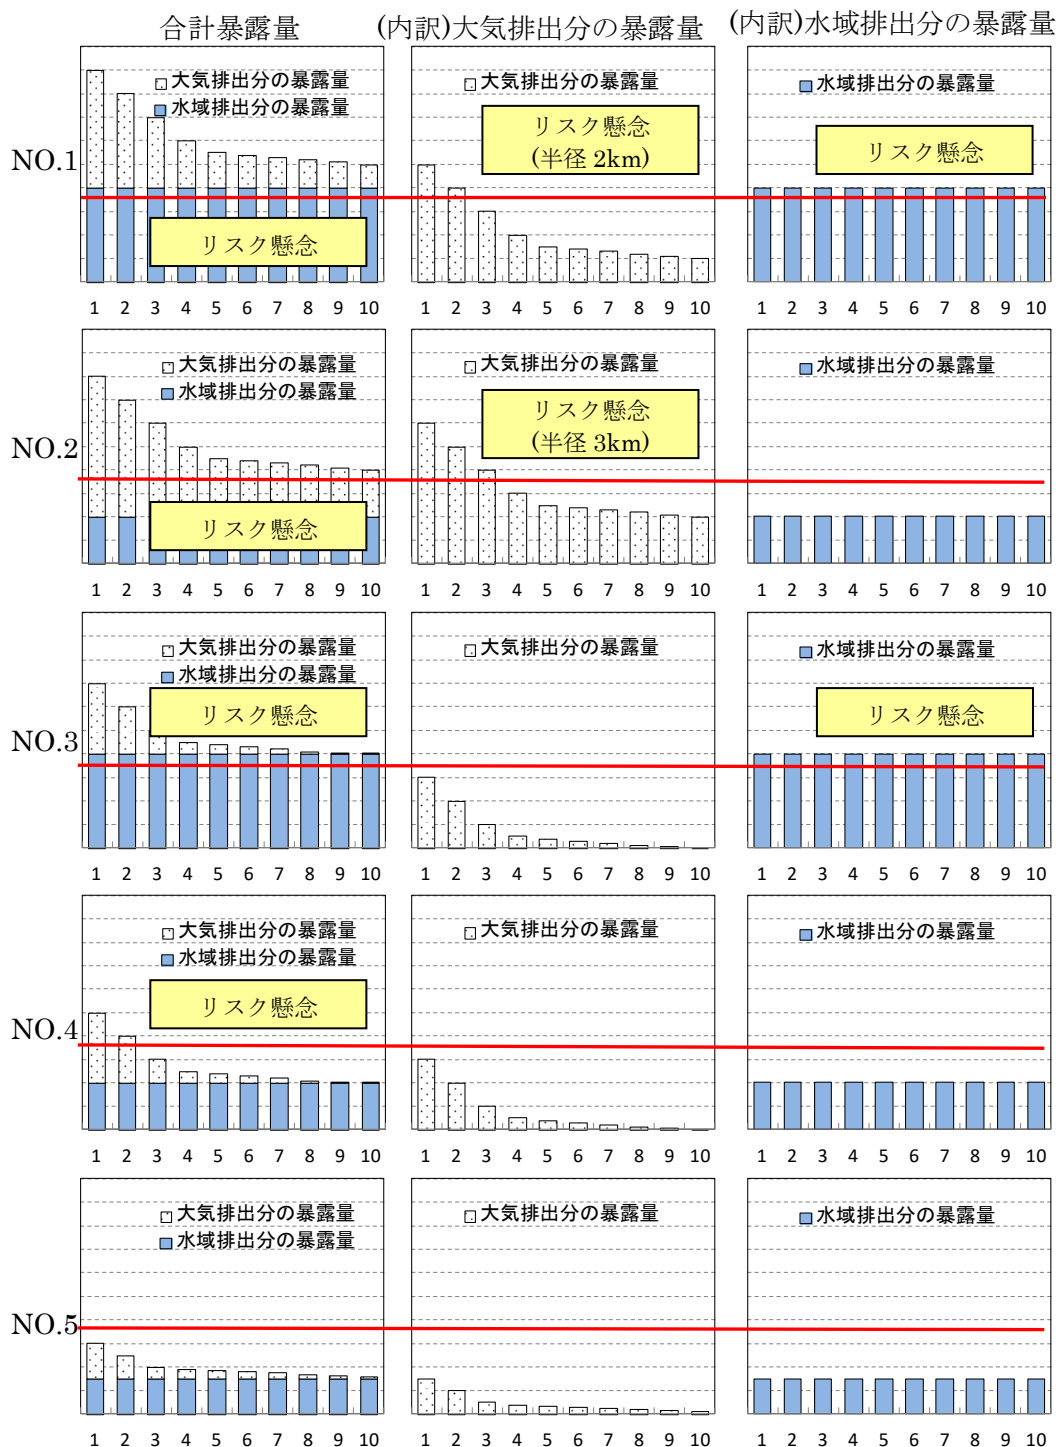 合計暴露量
(内訳)大気排出分の暴露量
(内訳)水域排出分の暴露量
NO.1
大気排出分の暴露量
水域排出分の暴露量
リスク懸念
1 2 3 4 5 6 7 8 9 10
大気排出分の暴露量
リスク懸念
(半径 2km)
1 2 3 4 5 6 7 8 9 10
水域排出分の暴露量
リスク懸念
1 2 3 4 5 6 7 8 9 10
NO.2
大気排出分の暴露量
水域排出分の暴露量
リスク懸念
1 2 3 4 5 6 7 8 9 10
大気排出分の暴露量
リスク懸念
(半径 3km)
1 2 3 4 5 6 7 8 9 10
水域排出分の暴露量
1 2 3 4 5 6 7 8 9 10
NO.3
大気排出分の暴露量
水域排出分の暴露量
リスク懸念
1 2 3 4 5 6 7 8 9 10
大気排出分の暴露量
1 2 3 4 5 6 7 8 9 10
水域排出分の暴露量
リスク懸念
1 2 3 4 5 6 7 8 9 10
NO.4
大気排出分の暴露量
水域排出分の暴露量
リスク懸念
1 2 3 4 5 6 7 8 9 10
大気排出分の暴露量
1 2 3 4 5 6 7 8 9 10
水域排出分の暴露量
1 2 3 4 5 6 7 8 9 10
NO.5
大気排出分の暴露量
水域排出分の暴露量
1 2 3 4 5 6 7 8 9 10
大気排出分の暴露量
1 2 3 4 5 6 7 8 9 10
水域排出分の暴露量
1 2 3 4 5 6 7 8 9 10